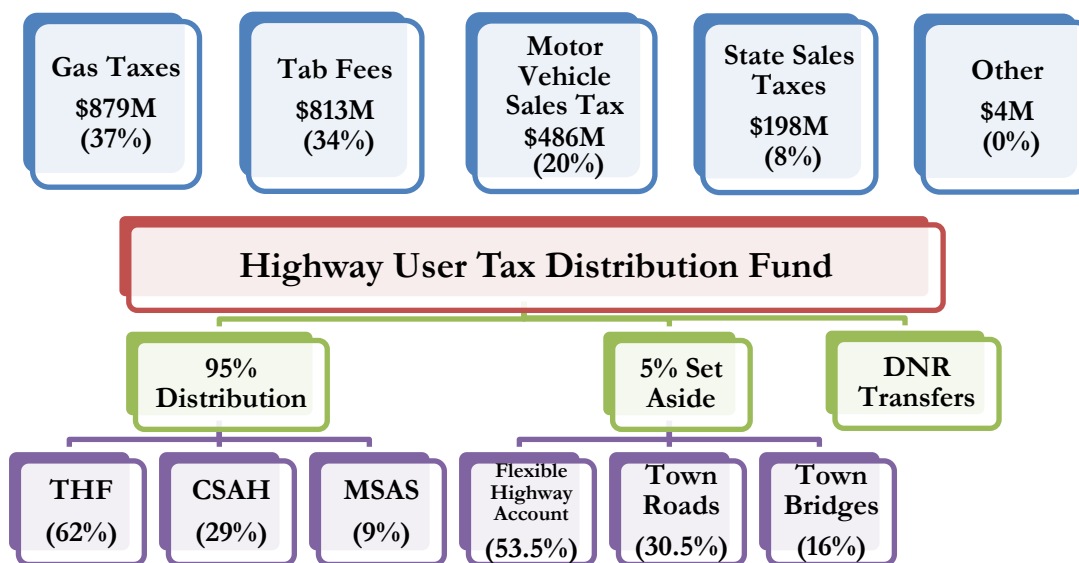 Gas Taxes
$879M
(37%)
Tab Fees
$813M
(34%)
Motor
Vehicle
Sales Tax
$486M
(20%)
State Sales
Taxes
$198M
(8%)
Other
$4M
(0%)
Highway User Tax Distribution Fund
95%
Distribution
5% Set
Aside
DNR
Transfers
THF
(62%)
CSAH
(29%)
MSAS
(9%)
Flexible
Highway
Account
(53.5%)
Town
Roads
(30.5%)
Town
Bridges
(16%)